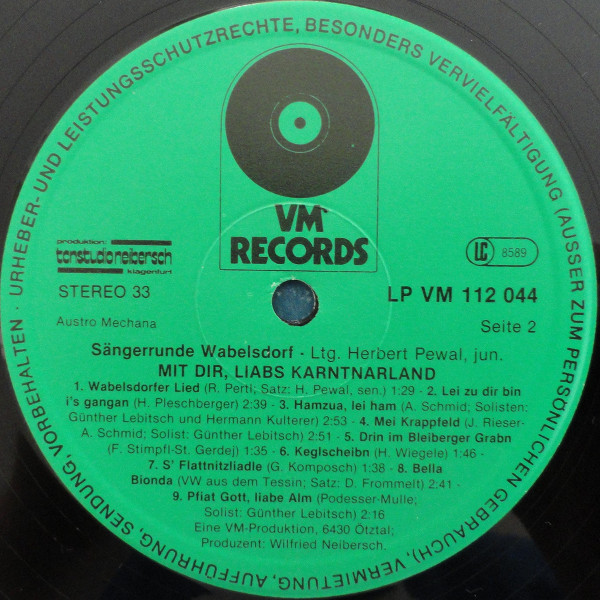 URHEBER- UND LEISTUNGSSCHUTZRECHTE, BESONDERS VERVIELFÄLTIGUNG (AUSSER ZUM PERSÖNLICHEN GEBRAUCH), VERMIETUNG, AUFFÜHRUNG, SENDUNG, VORBEHALTEN ·
VM
RECORDS
produktion:
tonstudio neibersch
klagenfurt
LC 8589
STEREO 33
LP VM 112 044
Austro Mechana
Seite 2
Sängerrunde Wabelsdorf - Ltg. Herbert Pewal, jun.
MIT DIR, LIABS KARNTNARLAND
1. Wabelsdorfer Lied (R. Pertl; Satz: H. Pewal, sen.) 1:29 - 2. Lei zu dir bin
i's gangan (H. Pleschberger) 2:39 - 3. Hamzua, lei ham (A. Schmid; Solisten:
Günther Lebitsch und Hermann Kulterer) 2:53 - 4. Mei Krappfeld (J. Rieser-
A. Schmid; Solist: Günther Lebitsch) 2:51 - 5. Drin im Bleiberger Grabn
(F. Stimpfl-St. Gerdej) 1:35 - 6. Keglscheibn (H. Wiegele) 1:46 -
7. S' Flattnitzliadle (G. Komposch) 1:38 - 8. Bella
Bionda (VW aus dem Tessin; Satz: D. Frommelt) 2:41 -
9. Pfiat Gott, liabe Alm (Podesser-Mulle;
Solist: Günther Lebitsch) 2:16
Eine VM-Produktion, 6430 Ötztal;
Produzent: Wilfried Neibersch.